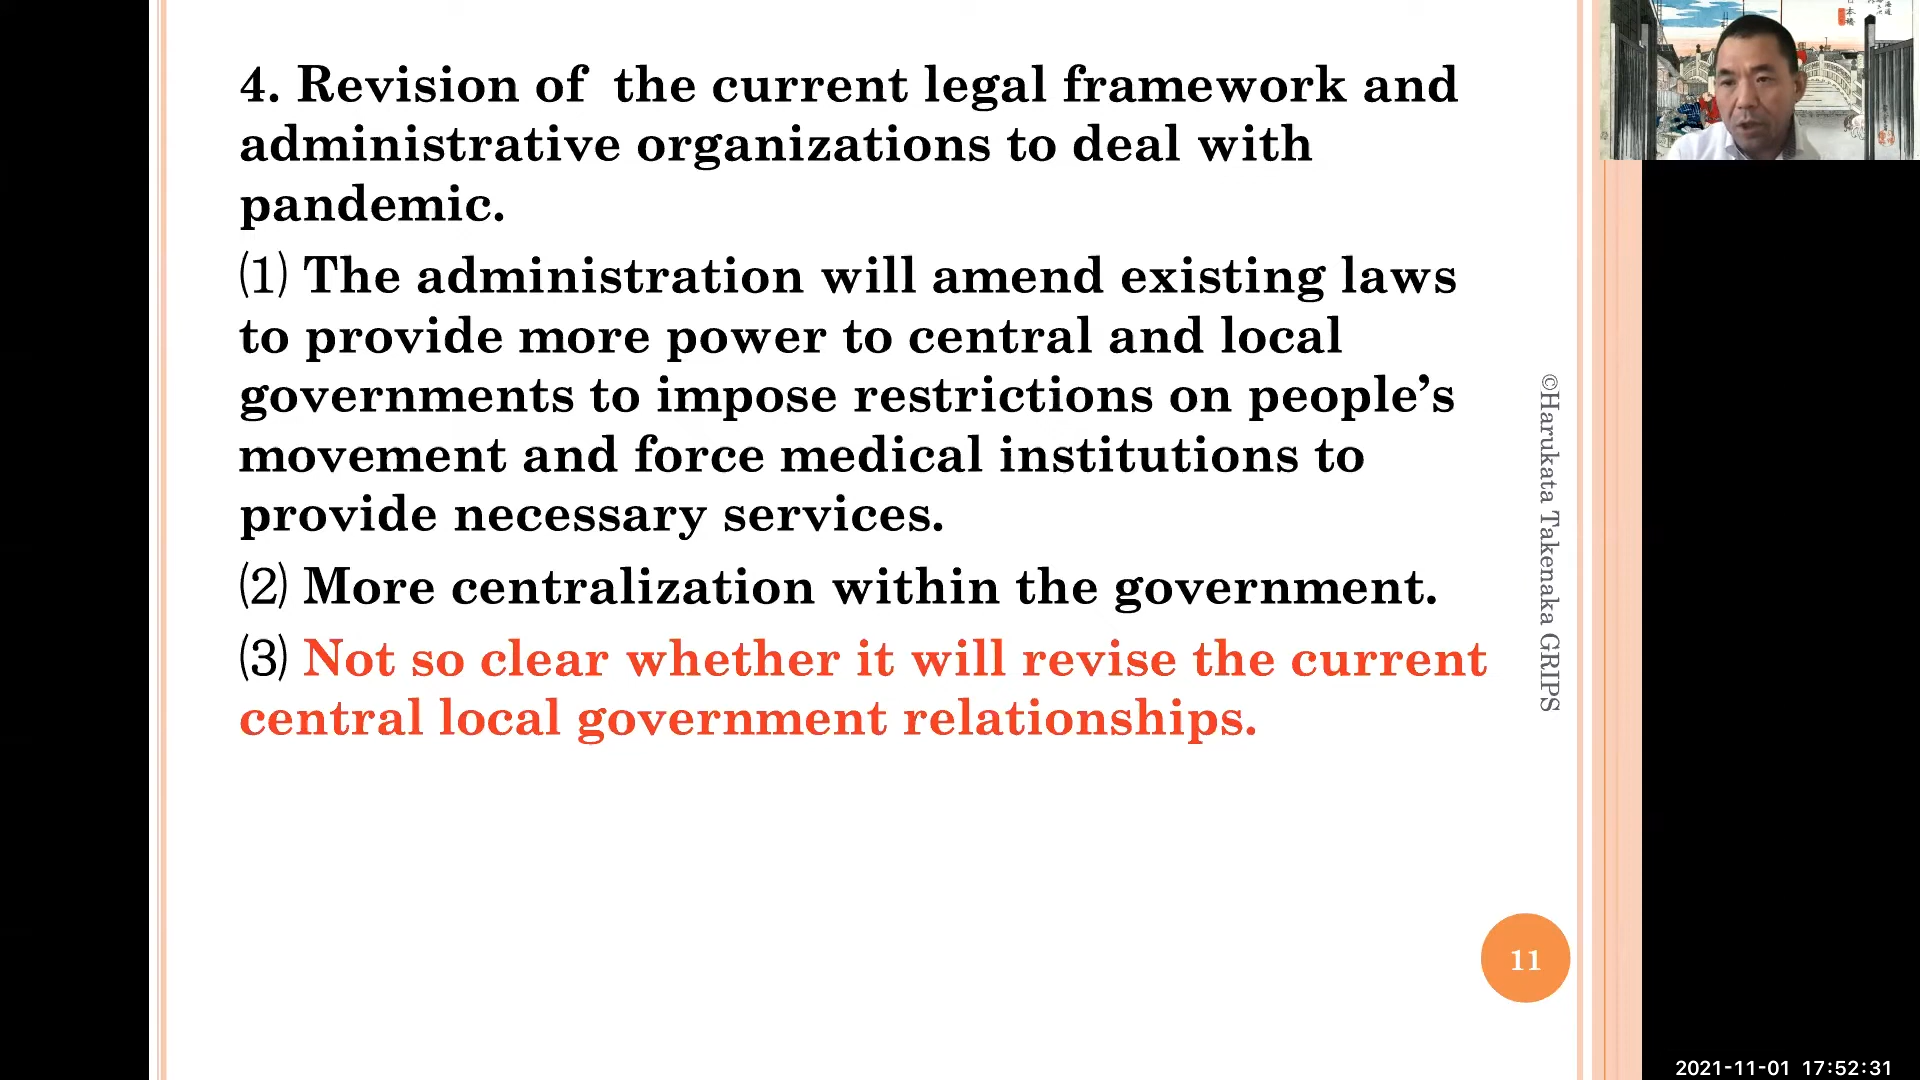 4. Revision of the current legal framework and
administrative organizations to deal with
pandemic.
⑴ The administration will amend existing laws
to provide more power to central and local
governments to impose restrictions on people’s
movement and force medical institutions to
provide necessary services.
⑵ More centralization within the government.
⑶ Not so clear whether it will revise the current
central local government relationships.
©Harukata Takenaka GRIPS
11
2021-11-01 17:52:31